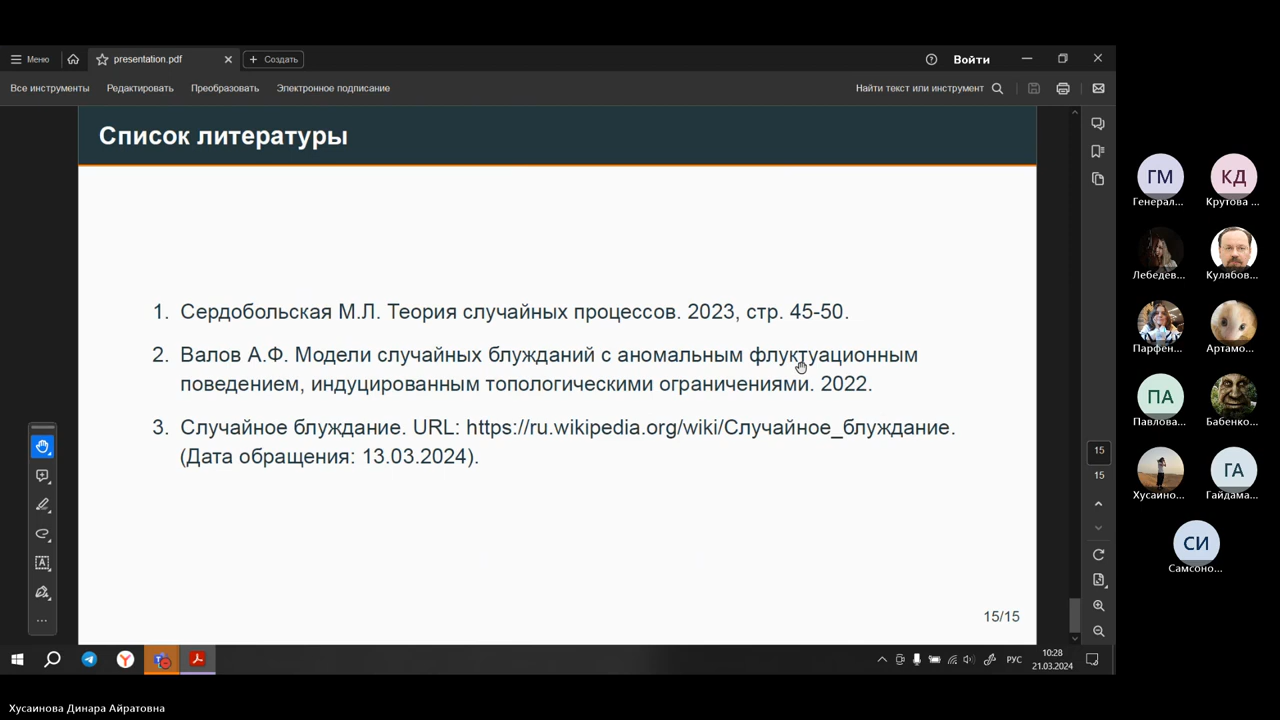 Меню
presentation.pdf
Создать
Войти
Все инструменты
Редактировать
Преобразовать
Электронное подписание
Найти текст или инструмент
Список литературы
1. Сердобольская М.Л. Теория случайных процессов. 2023, стр. 45-50.
2. Валов А.Ф. Модели случайных блужданий с аномальным флуктуационным
поведением, индуцированным топологическими ограничениями. 2022.
3. Случайное блуждание. URL: https://ru.wikipedia.org/wiki/Случайное_блуждание.
(Дата обращения: 13.03.2024).
15/15
15
15
ГМ
Генерал...
КД
Крутова ...
Лебедев...
Кулябов...
Парфен...
Артамо...
ПА
Павлова...
Бабенко...
Хусаино...
ГА
Гайдама...
СИ
Самсоно...
РУС
10:28
21.03.2024
Хусаинова Динара Айратовна